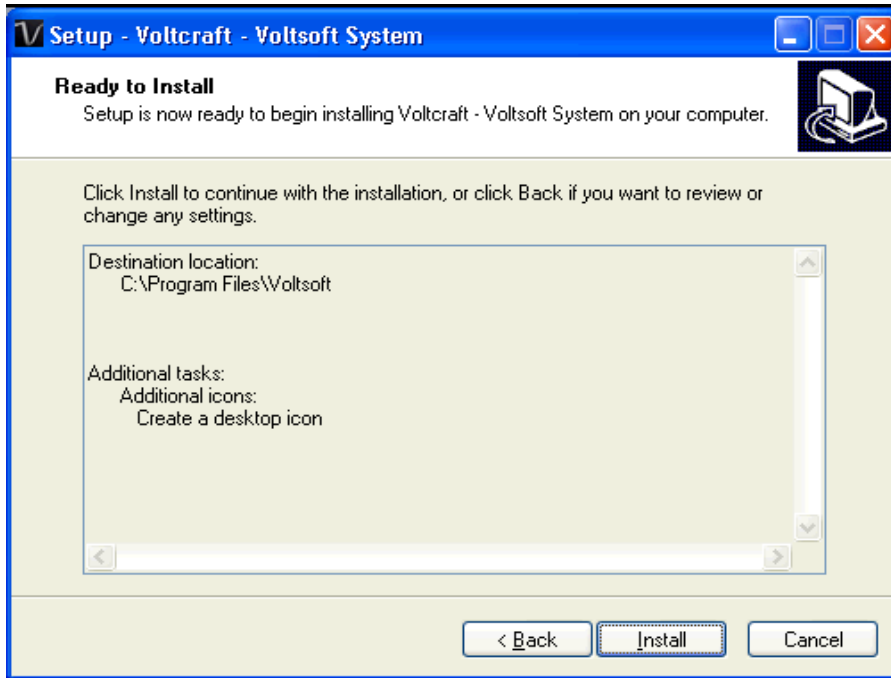 Setup - Voltcraft - Voltsoft System
Ready to Install
Setup is now ready to begin installing Voltcraft - Voltsoft System on your computer.
Click Install to continue with the installation, or click Back if you want to review or
change any settings.
Destination location:
C:\Program Files\Voltsoft
Additional tasks:
Additional icons:
Create a desktop icon
< Back
Install
Cancel